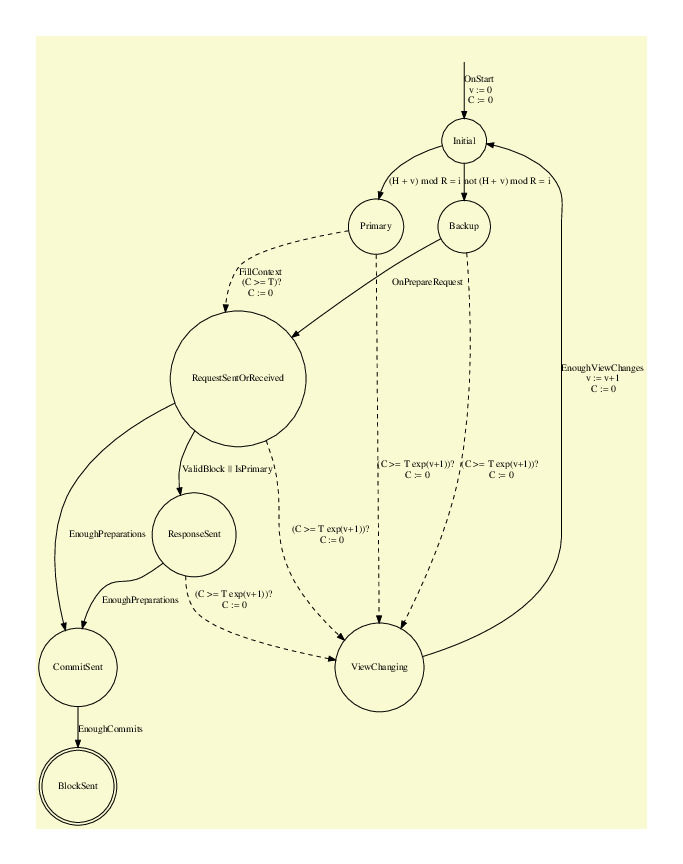 OnStart
v := 0
C := 0
Initial
(H + v) mod R = i
not (H + v) mod R = i
Primary
Backup
FillContext
(C >= T)?
C := 0
OnPrepareRequest
RequestSentOrReceived
EnoughViewChanges
v := v+1
C := 0
ValidBlock || IsPrimary
(C >= T exp(v+1))?
C := 0
(C >= T exp(v+1))?
C := 0
EnoughPreparations
ResponseSent
(C >= T exp(v+1))?
C := 0
EnoughPreparations
(C >= T exp(v+1))?
C := 0
CommitSent
ViewChanging
EnoughCommits
BlockSent